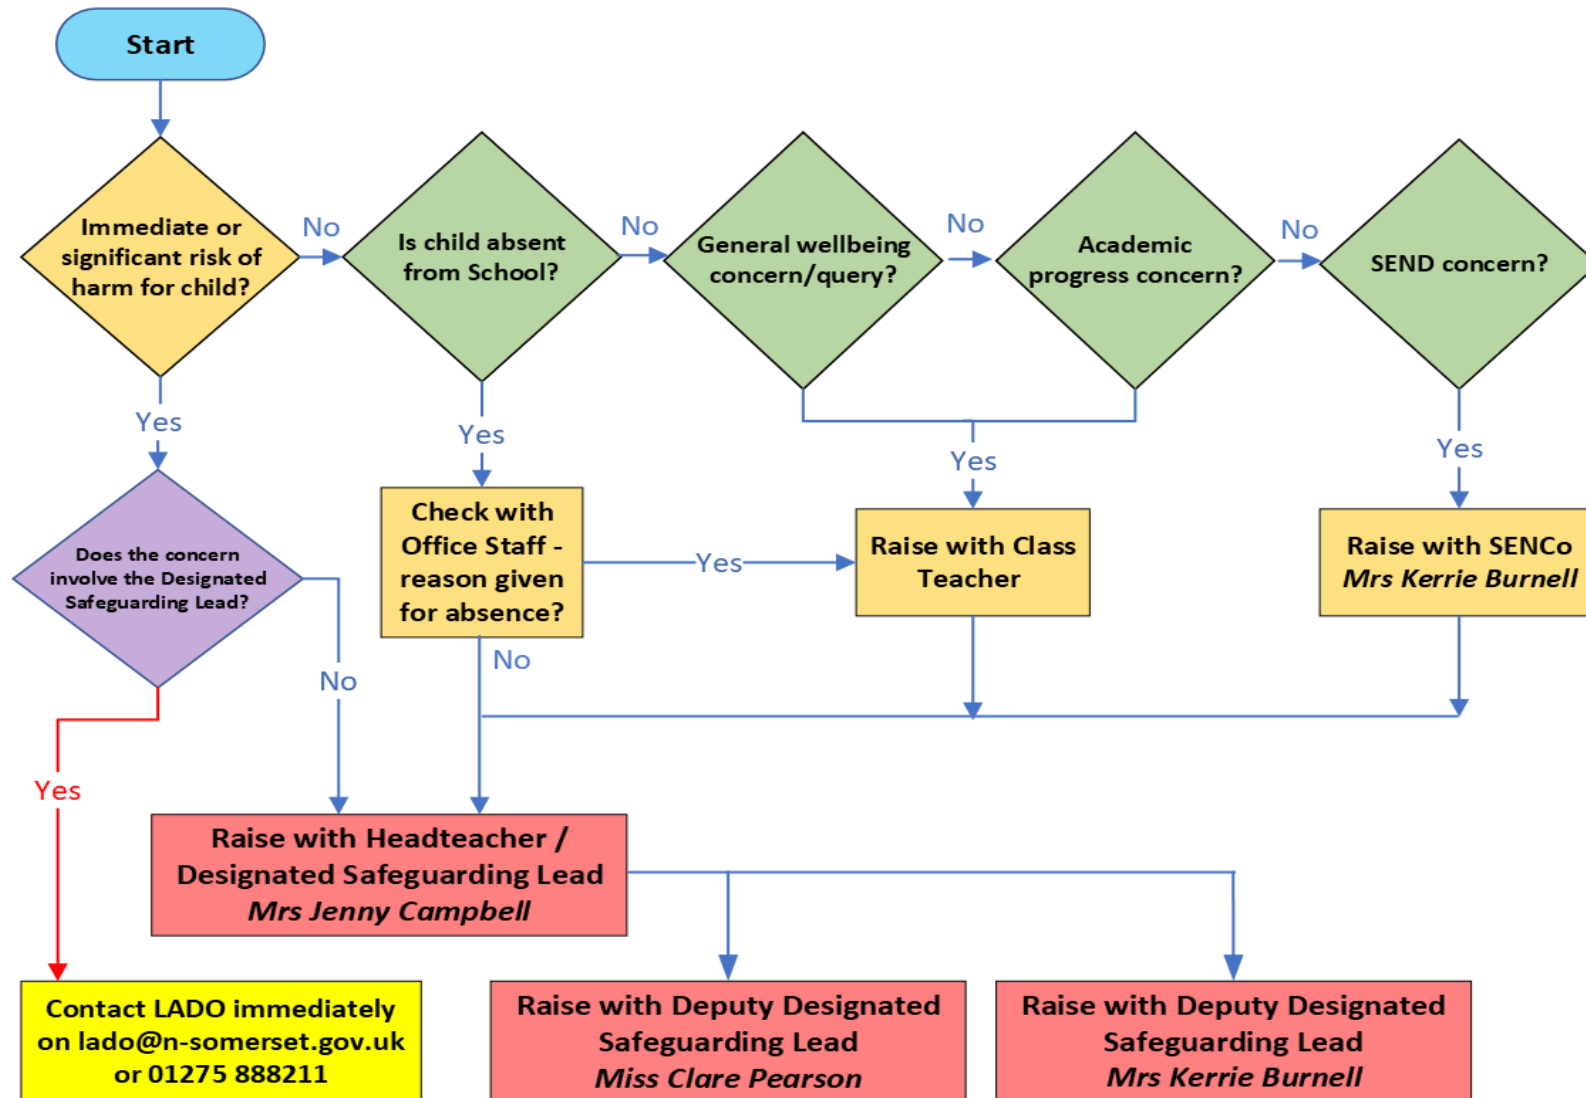 Start
Immediate or
significant risk of
harm for child?
No
Is child absent
from School?
No
General wellbeing
concern/query?
No
Academic
progress concern?
No
SEND concern?
Yes
Yes
Yes
Yes
Does the concern
involve the Designated
Safeguarding Lead?
Check with
Office Staff -
reason given
for absence?
Yes
Raise with Class
Teacher
Raise with SENCo
Mrs Kerrie Burnell
No
No
Yes
Raise with Headteacher /
Designated Safeguarding Lead
Mrs Jenny Campbell
Contact LADO immediately
on lado@n-somerset.gov.uk
or 01275 888211
Raise with Deputy Designated
Safeguarding Lead
Miss Clare Pearson
Raise with Deputy Designated
Safeguarding Lead
Mrs Kerrie Burnell